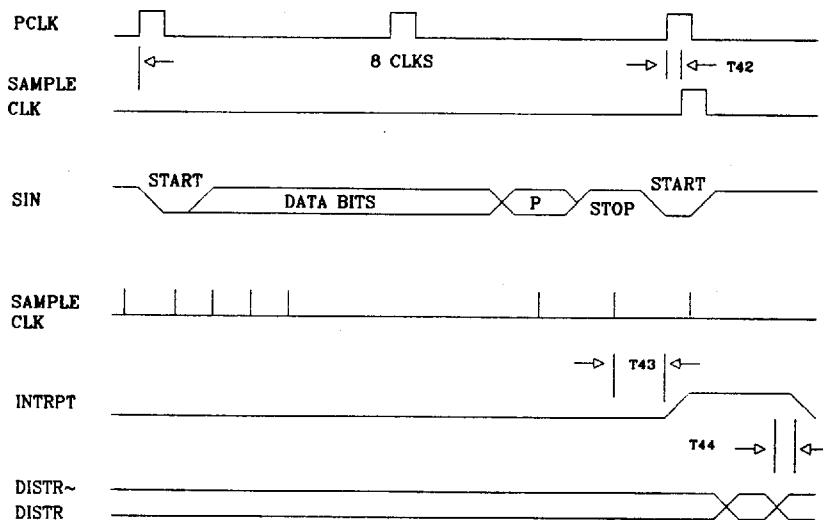 PCLK
8 CLKS
T42
SAMPLE
CLK
SIN
START
DATA BITS
P
STOP
START
SAMPLE
CLK
T43
INTRPT
T44
DISTR~
DISTR